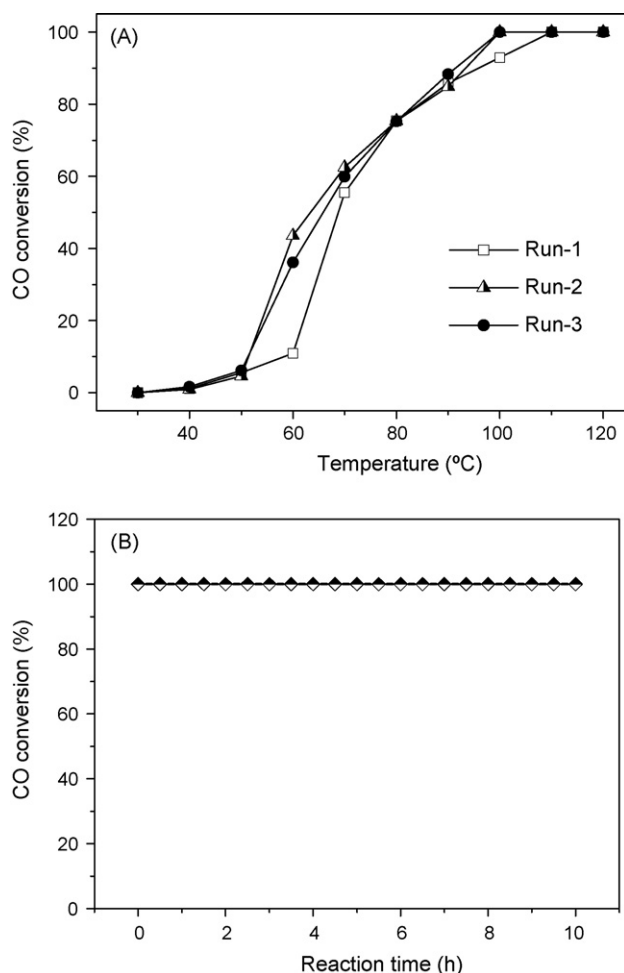 (A)
100
80
60
40
20
0
CO conversion (%)
Run-1
Run-2
Run-3
40 60 80 100 120
Temperature (ºC)
(B)
120
100
80
60
40
20
0
CO conversion (%)
0 2 4 6 8 10
Reaction time (h)